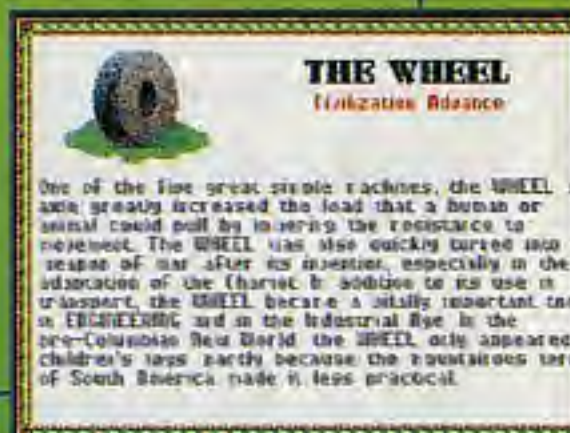 THE WHEEL
Civilization Advance
One of the five great simple machines, the WHEEL
axle greatly increased the load that a human or
animal could pull by lowering the resistance to
movement. The WHEEL was also quickly turned into
weapon of war after its invention, especially in the
adaptation of the Chariot. In addition to its use in
transport, the WHEEL became a vitally important
in ENGINEERING and in the Industrial Age. In the
pre-Columbian New World the WHEEL only appeared
children's toys partly because the mountainous
of South America made it less practical.